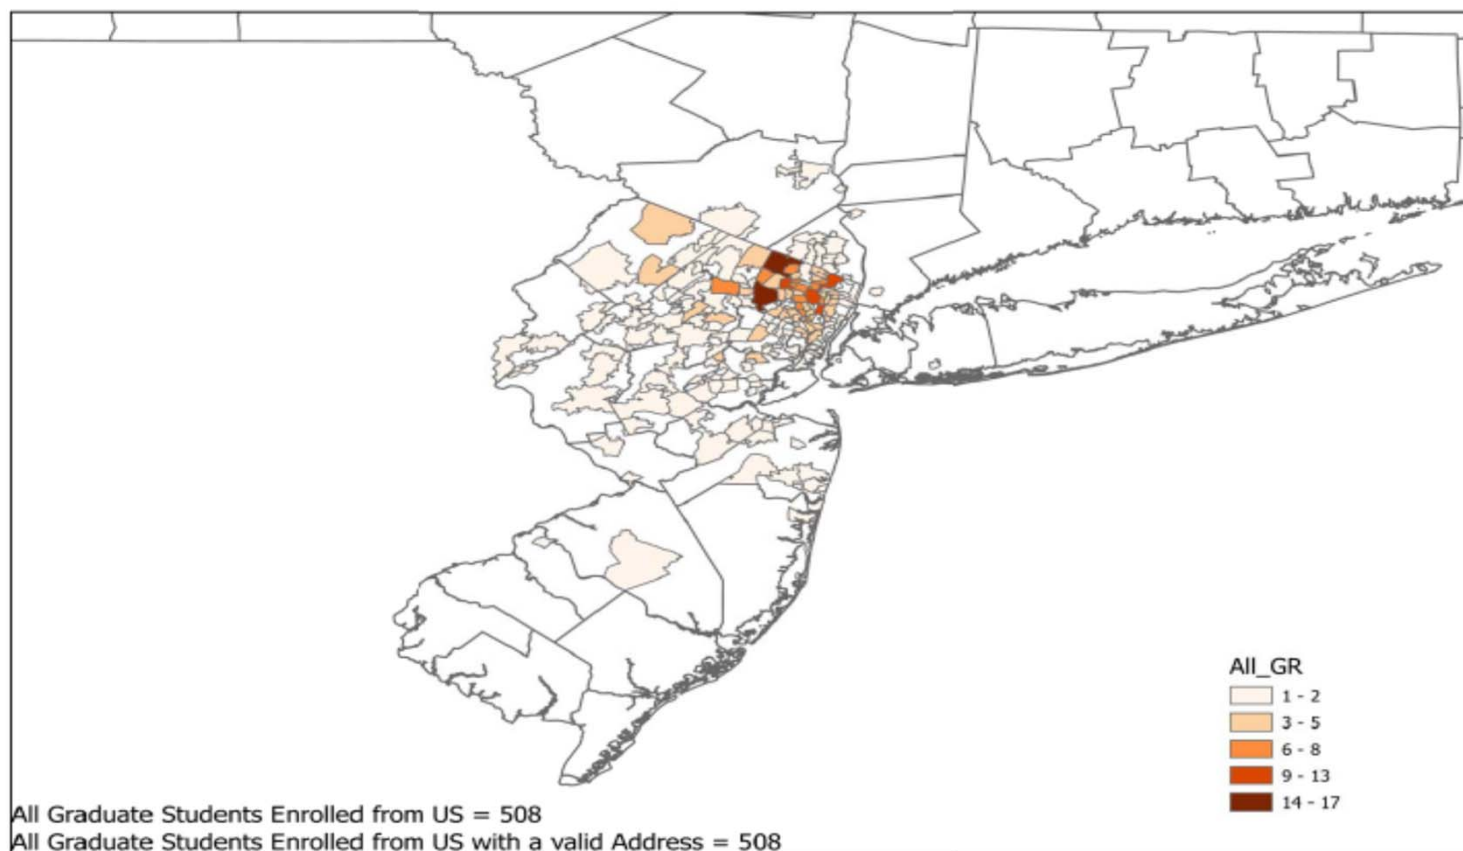 All_GR
1 - 2
3 - 5
6 - 8
9 - 13
14 - 17
All Graduate Students Enrolled from US = 508
All Graduate Students Enrolled from US with a valid Address = 508